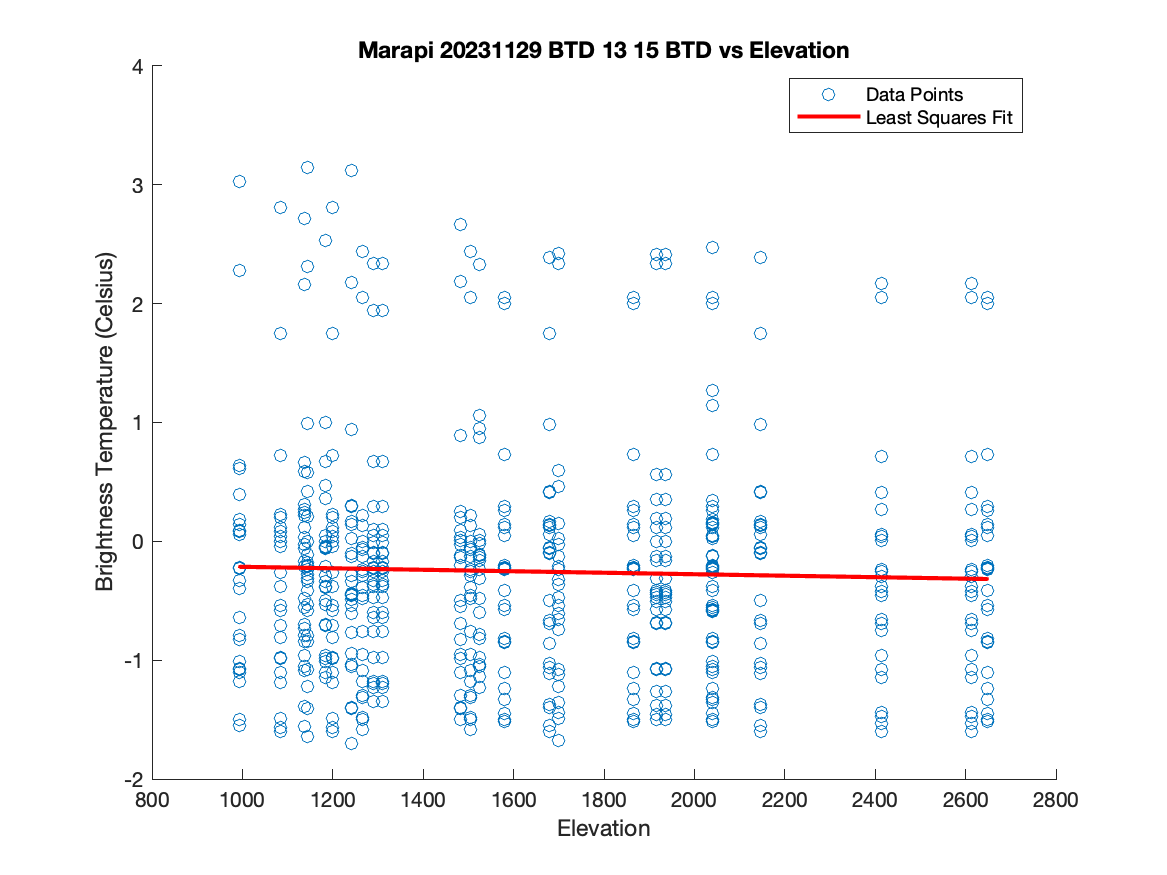 Marapi 20231129 BTD 13 15 BTD vs Elevation
Data Points
Least Squares Fit
Brightness Temperature (Celsius)
4
3
2
1
0
-1
-2
800 1000 1200 1400 1600 1800 2000 2200 2400 2600 2800
Elevation